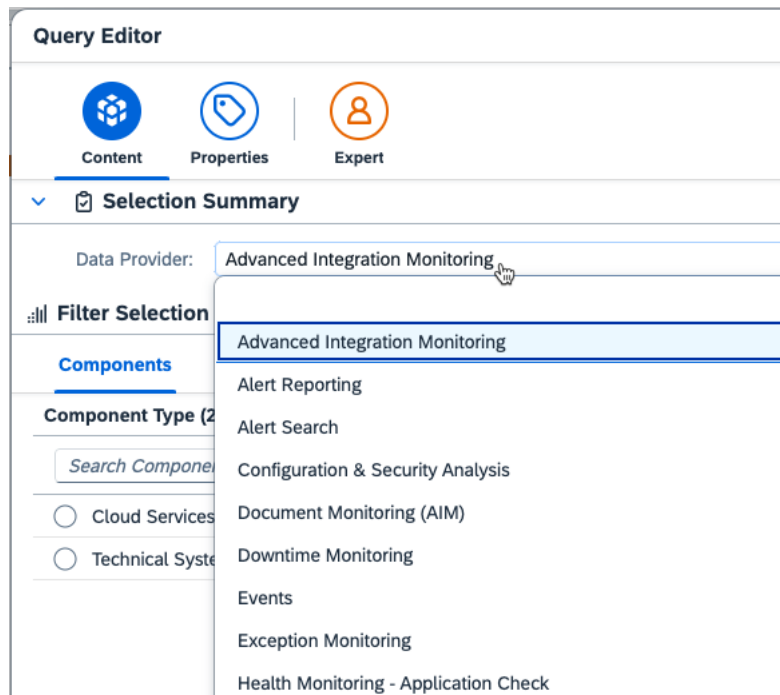 Query Editor
Content Properties Expert
Selection Summary
Data Provider: Advanced Integration Monitoring
Filter Selection
Advanced Integration Monitoring
Components
Alert Reporting
Component Type (2
Alert Search
Search Compone
Configuration & Security Analysis
Cloud Services
Document Monitoring (AIM)
Technical Syste
Downtime Monitoring
Events
Exception Monitoring
Health Monitoring - Application Check